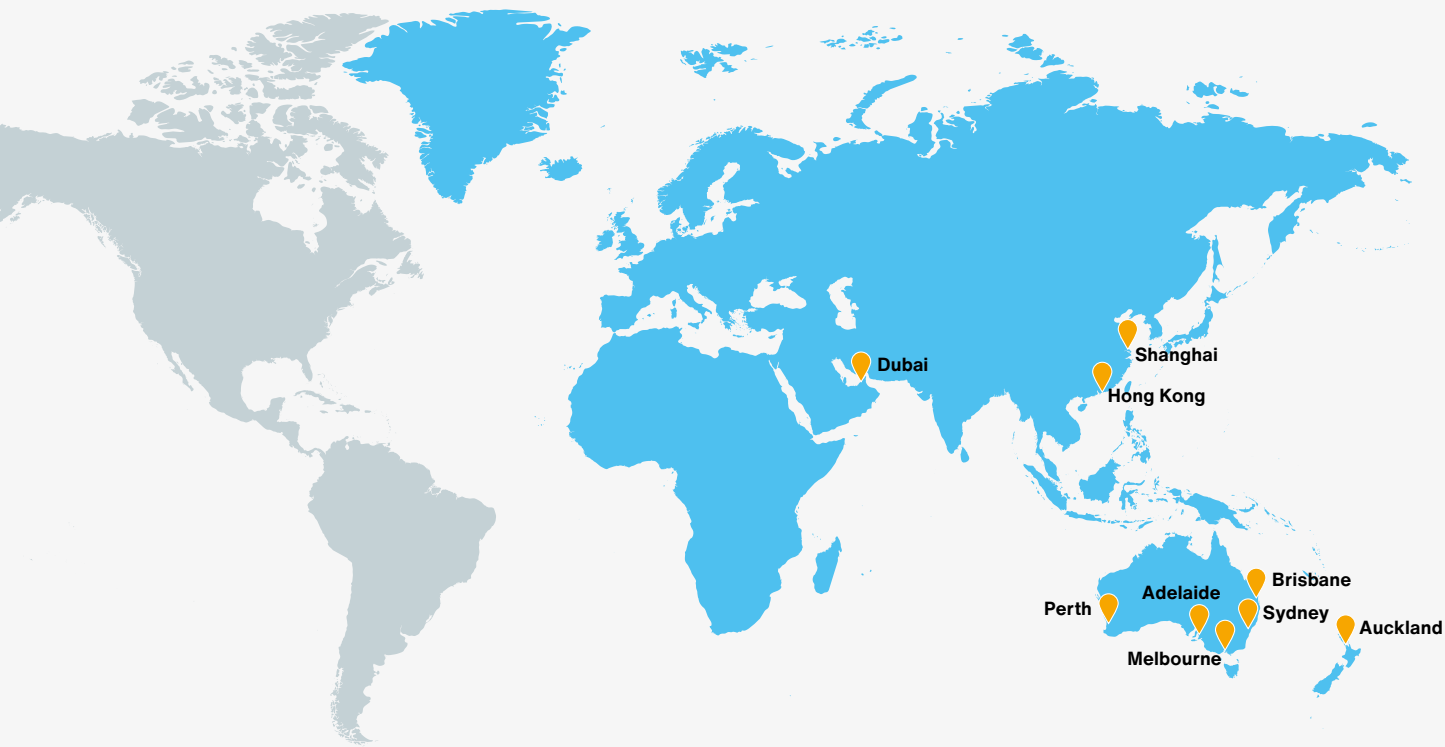 Shanghai
Dubai
Hong Kong
Brisbane
Adelaide
Perth
Sydney
Auckland
Melbourne